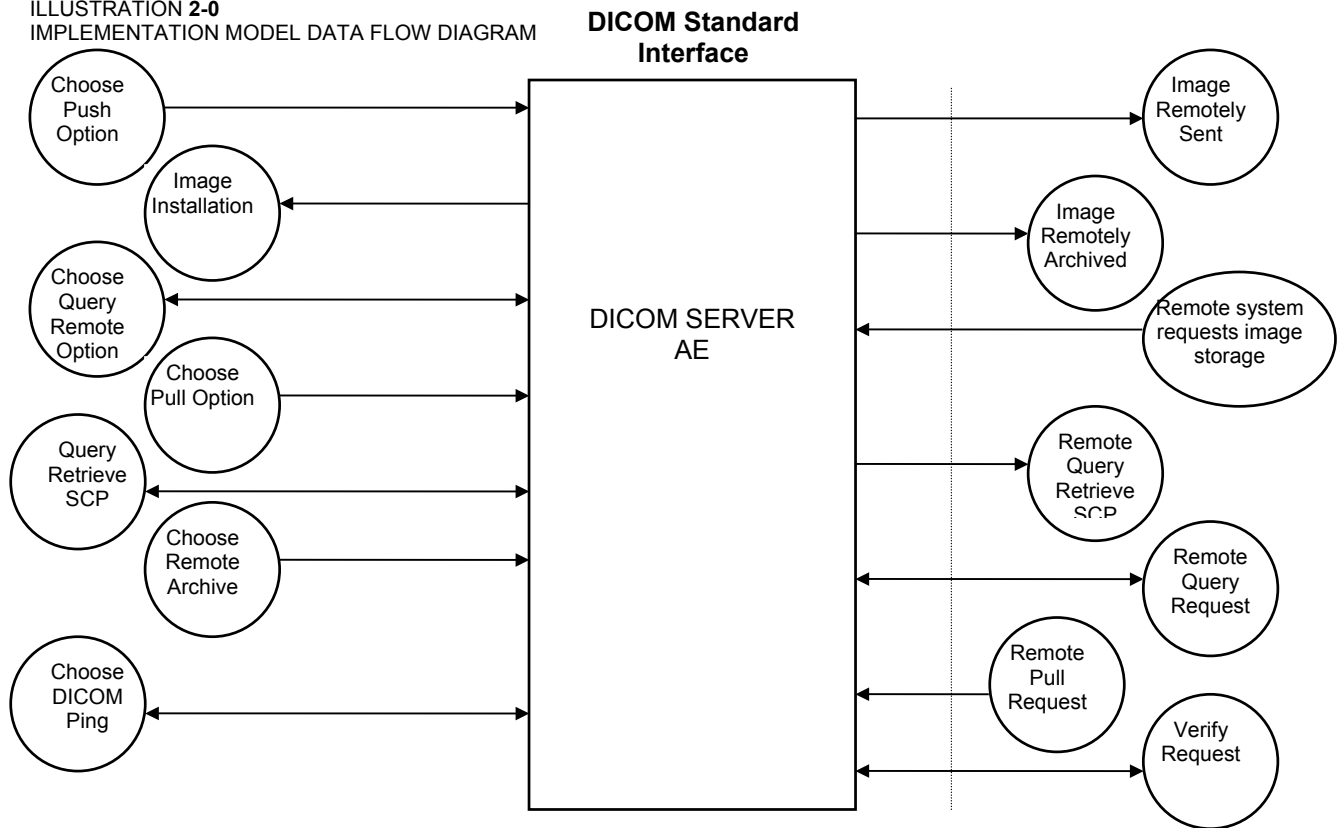 ILLUSTRATION 2-0
IMPLEMENTATION MODEL DATA FLOW DIAGRAM
DICOM Standard
Interface
Choose
Push
Option
Image
Installation
Choose
Query
Remote
Option
Choose
Pull Option
Query
Retrieve
SCP
Choose
Remote
Archive
Choose
DICOM
Ping
DICOM SERVER
AE
Image
Remotely
Sent
Image
Remotely
Archived
Remote system
requests image
storage
Remote
Query
Retrieve
SCP
Remote
Query
Request
Remote
Pull
Request
Verify
Request